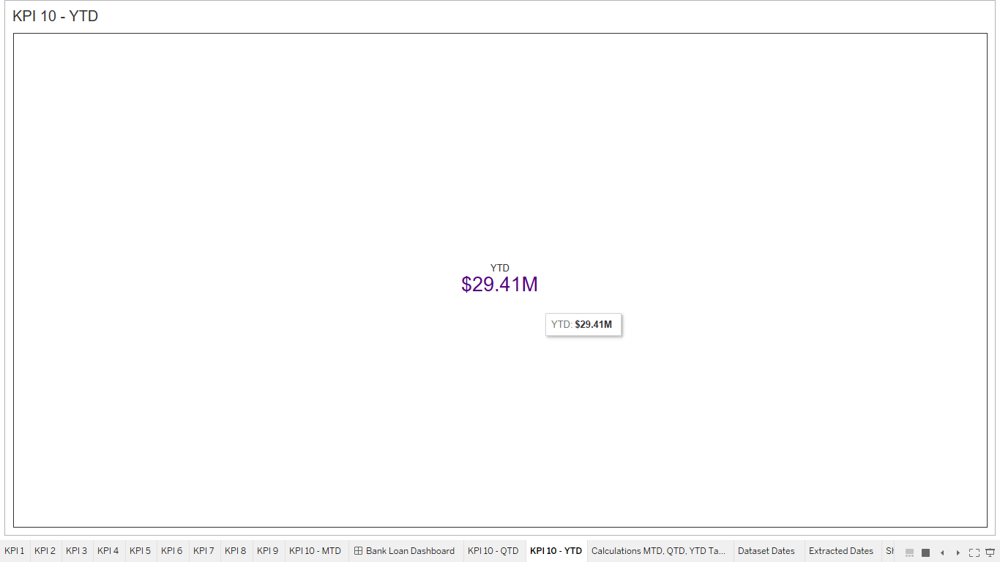 KPI 10 - YTD
YTD
$29.41M
YTD: $29.41M
KPI 1 KPI 2 KPI 3 KPI 4 KPI 5 KPI 6 KPI 7 KPI 8 KPI 9 KPI 10 - MTD Bank Loan Dashboard KPI 10 - QTD KPI 10 - YTD Calculations MTD, QTD, YTD Ta... Dataset Dates Extracted Dates